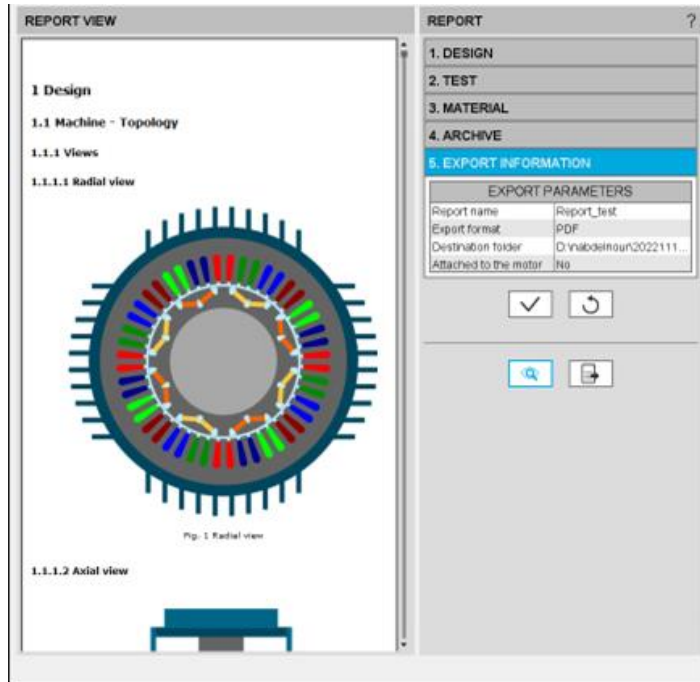 REPORT VIEW
1 Design
1.1 Machine - Topology
1.1.1 Views
1.1.1.1 Radial view
Fig. 1 Radial view
1.1.1.2 Axial view
REPORT ?
1. DESIGN
2. TEST
3. MATERIAL
4. ARCHIVE
5. EXPORT INFORMATION
EXPORT PARAMETERS
Report name Report_test
Export format PDF
Destination folder D:\nabdelnour\2022111...
Attached to the motor No